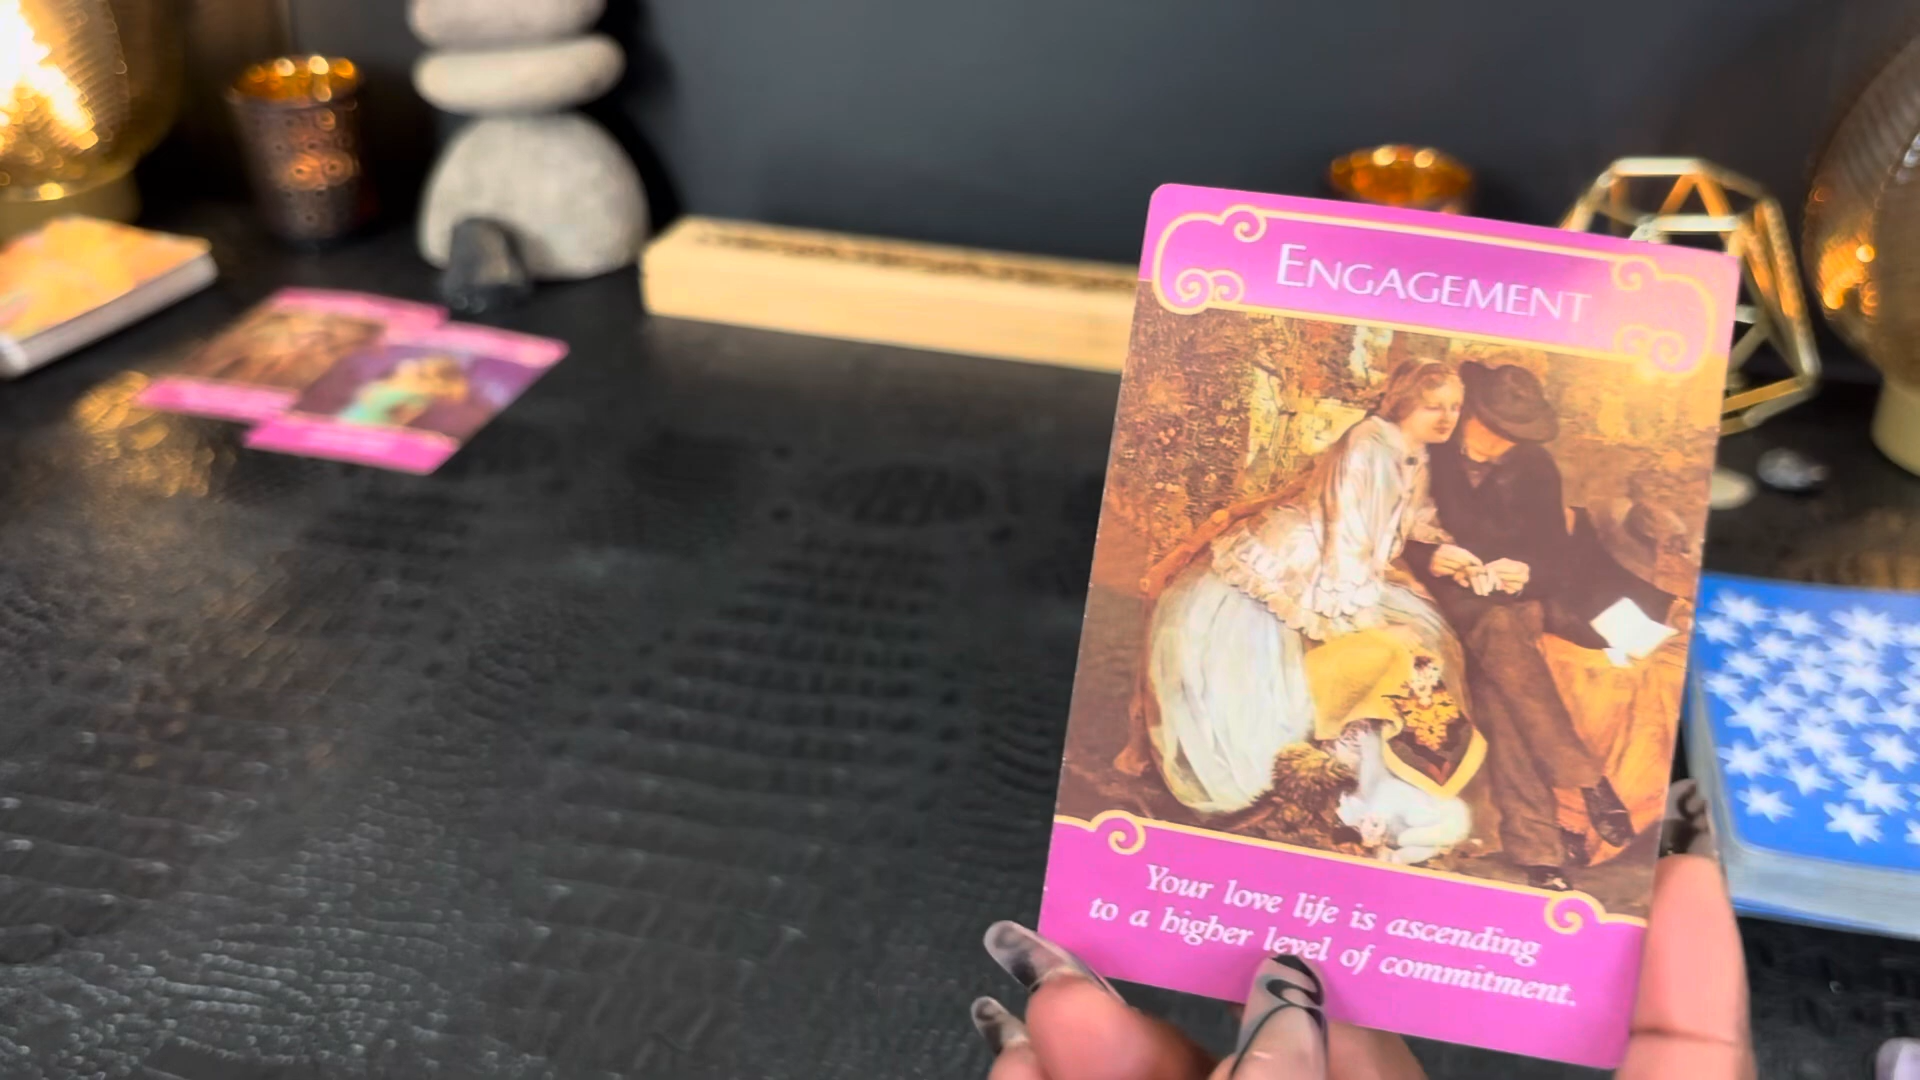 ENGAGEMENT
Your love life is ascending
to a higher level of commitment.